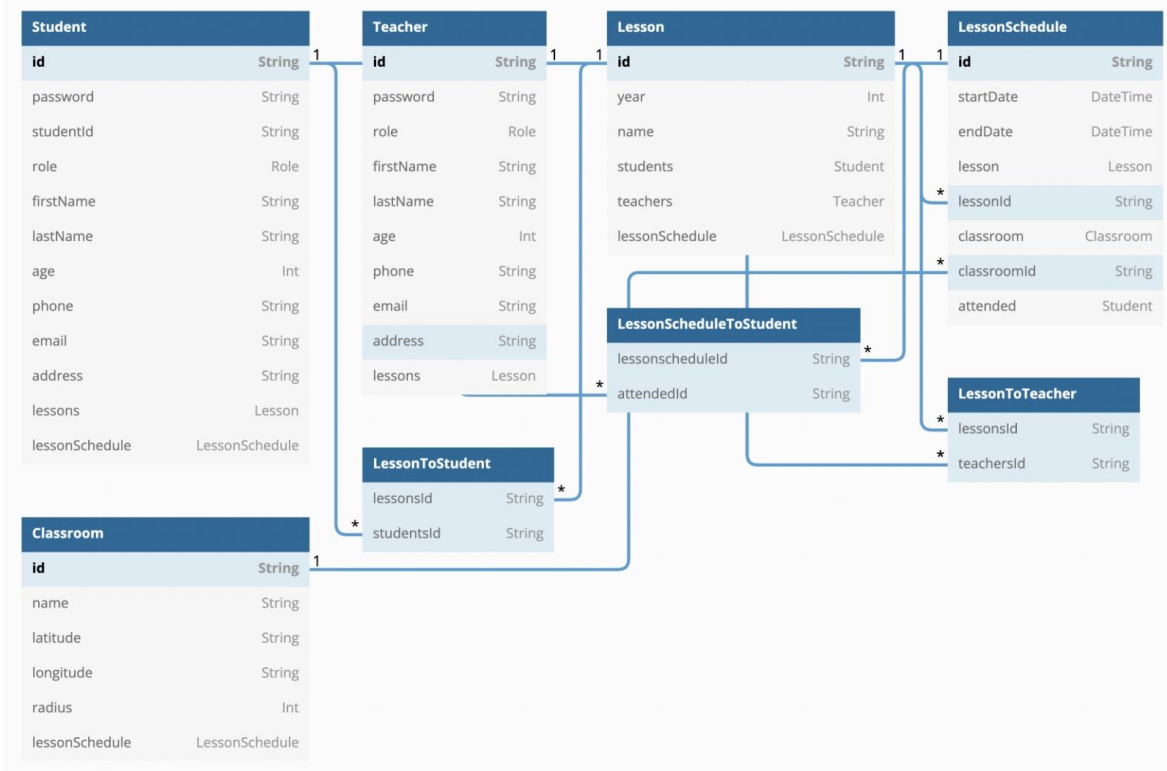 Student
id String
password String
studentId String
role Role
firstName String
lastName String
age Int
phone String
email String
address String
lessons Lesson
lessonSchedule LessonSchedule
1
Teacher
id String
password String
role Role
firstName String
lastName String
age Int
phone String
email String
address String
lessons Lesson
1
Lesson
1
id String
year Int
name String
students Student
teachers Teacher
lessonSchedule LessonSchedule
1
LessonSchedule
1
id String
startDate DateTime
endDate DateTime
lesson Lesson
* lessonId String
classroom Classroom
* classroomId String
attended Student
LessonScheduleToStudent
lessonscheduleId String *
* attendedId String
LessonToTeacher
* lessonsId String
* teachersId String
LessonToStudent
lessonsId String *
* studentsId String
Classroom
id String 1
name String
latitude String
longitude String
radius Int
lessonSchedule LessonSchedule